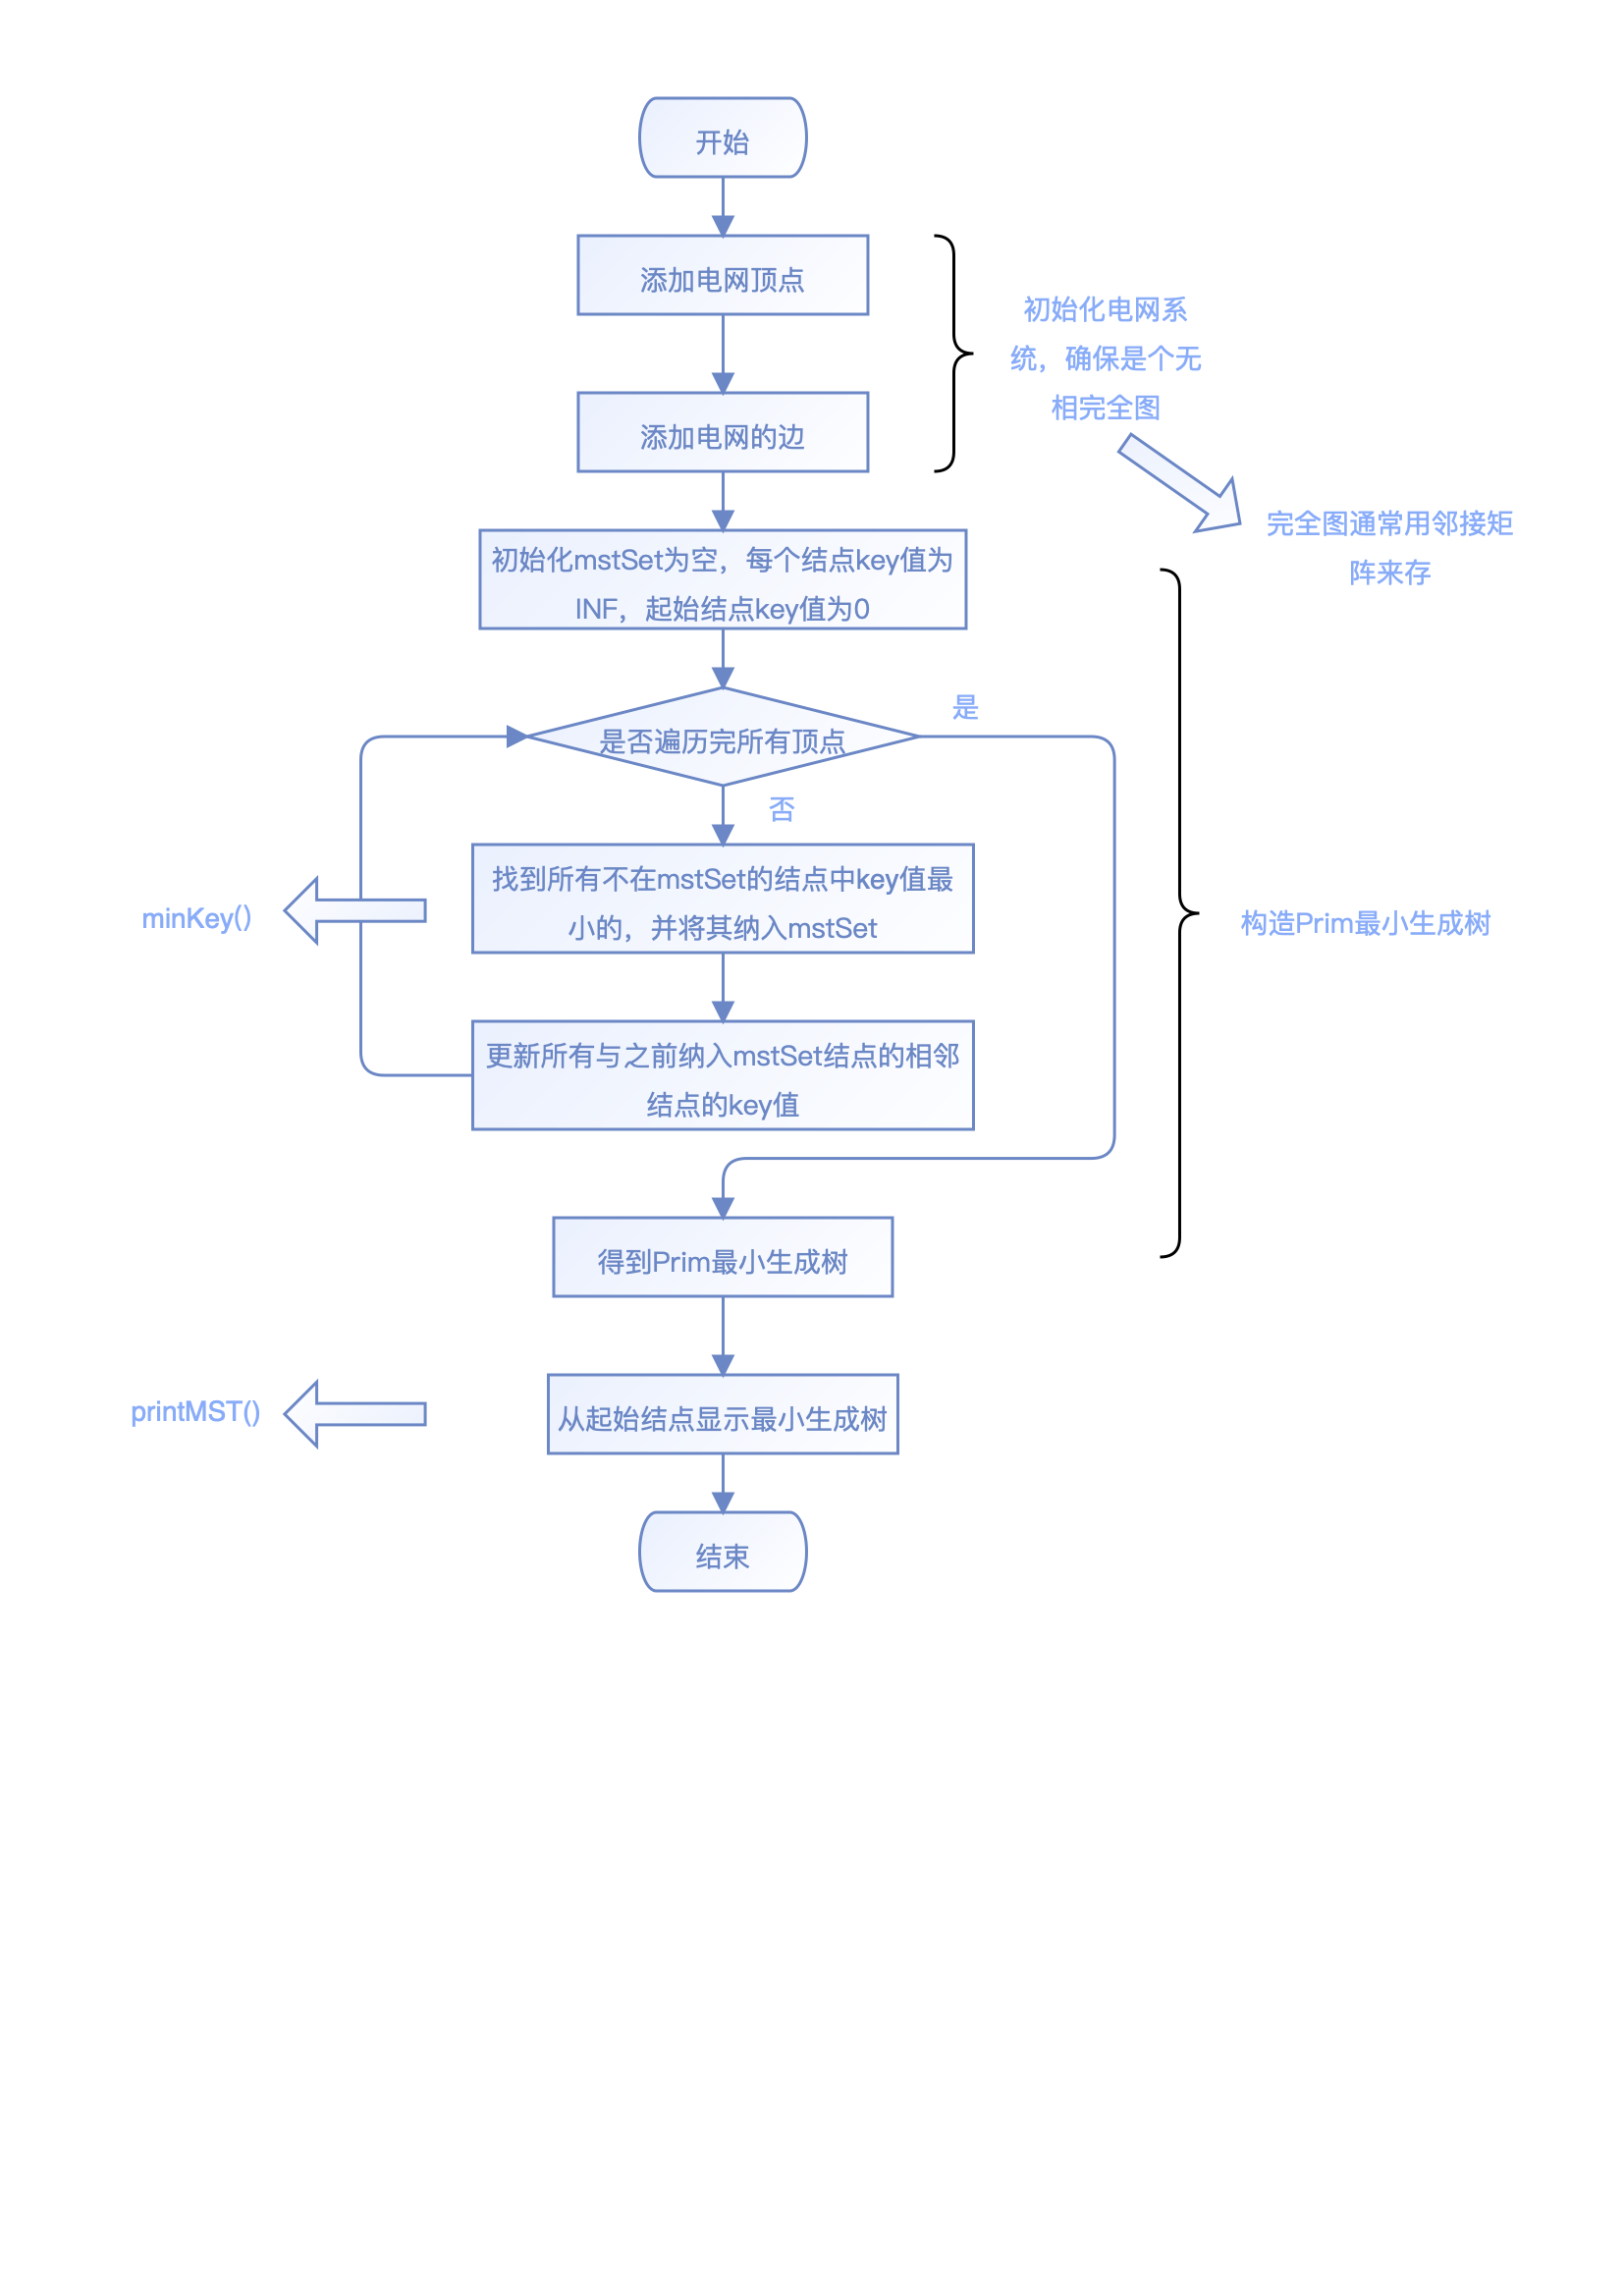 开始
添加电网顶点
初始化电网系
统，确保是个无
相完全图
添加电网的边
完全图通常用邻接矩
阵来存
初始化mstSet为空，每个结点key值为
INF，起始结点key值为0
是
是否遍历完所有顶点
否
找到所有不在mstSet的结点中key值最
小的，并将其纳入mstSet
minKey()
构造Prim最小生成树
更新所有与之前纳入mstSet结点的相邻
结点的key值
得到Prim最小生成树
printMST()
从起始结点显示最小生成树
结束